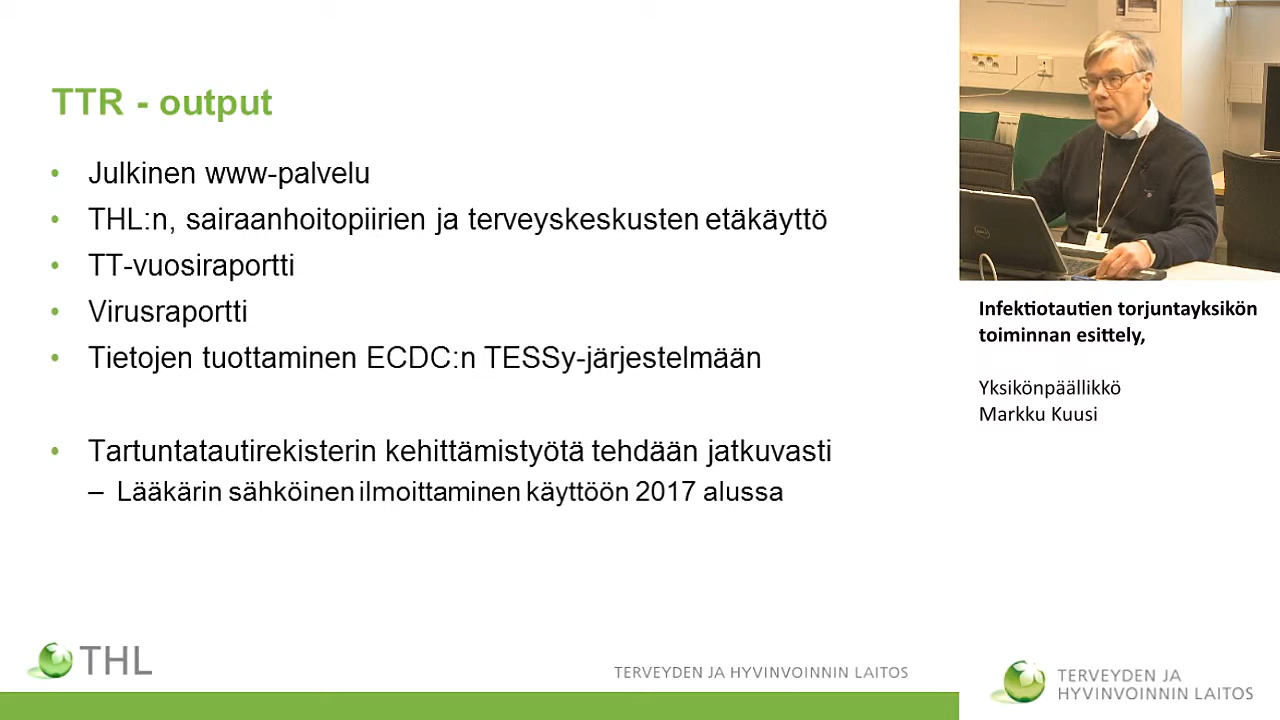 TTR - output
• Julkinen www-palvelu
• THL:n, sairaanhoitopiirien ja terveyskeskusten etäkäyttö
• TT-vuosiraportti
• Virusraportti
• Tietojen tuottaminen ECDC:n TESSy-järjestelmään
• Tartuntatautirekisterin kehittämistyötä tehdään jatkuvasti
– Lääkärin sähköinen ilmoittaminen käyttöön 2017 alussa
THL
TERVEYDEN JA HYVINVOINNIN LAITOS
Infektiotautien torjuntayksikön
toiminnan esittely,
Yksikönpäällikkö
Markku Kuusi
TERVEYDEN JA
HYVINVOINNIN LAITOS